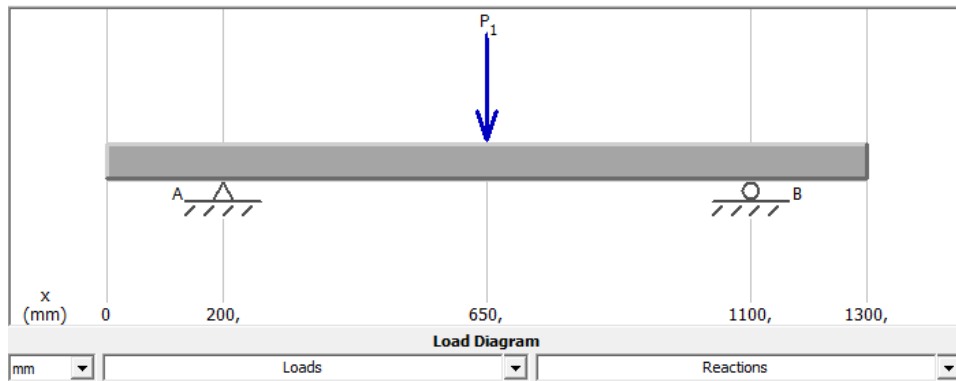 P1
A
B
x
(mm) 0 200, 650, 1100, 1300,
Load Diagram
mm Loads Reactions